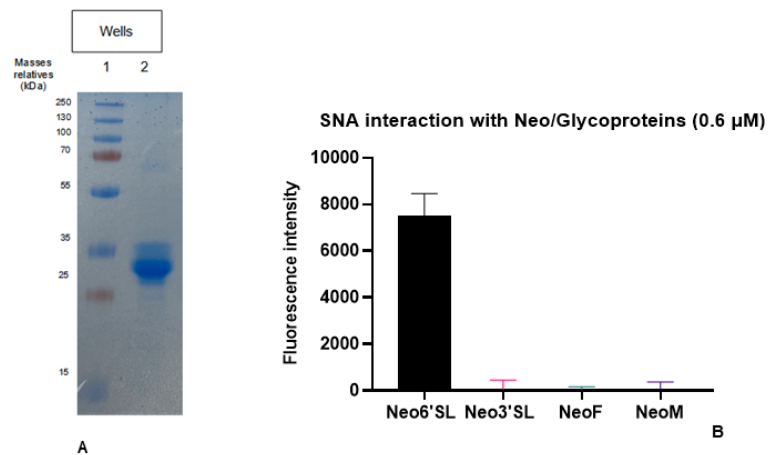 Wells
Masses
relatives
(kDa)
1 2
250
130
100
70
55
35
25
15
A
SNA interaction with Neo/Glycoproteins (0.6 µM)
Fluorescence intensity
10000
8000
6000
4000
2000
0
Neo6'SL Neo3'SL NeoF NeoM
B